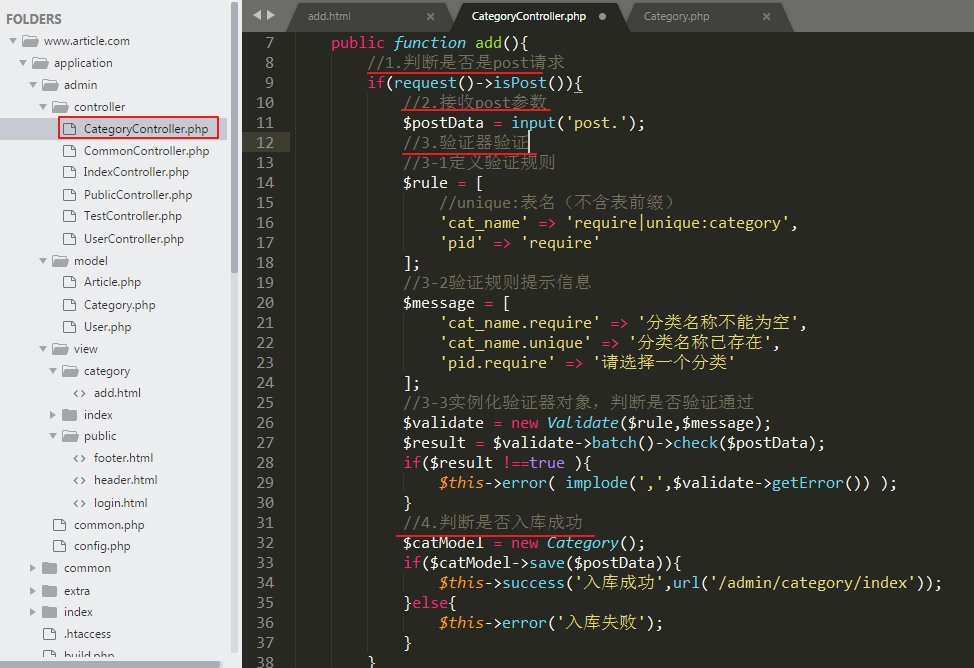 FOLDERS
www.article.com
application
admin
controller
CategoryController.php
CommonController.php
IndexController.php
PublicController.php
TestController.php
UserController.php
model
Article.php
Category.php
User.php
view
category
<> add.html
index
public
<> footer.html
<> header.html
<> login.html
common.php
config.php
common
extra
index
.htaccess
build.php
add.html
CategoryController.php
Category.php
7 public function add(){
8 //1.判断是否是post请求
9 if(request()->isPost()){
10 //2.接收post参数
11 $postData = input('post.');
12 //3.验证器验证
13 //3-1定义验证规则
14 $rule = [
15 //unique:表名（不含表前缀）
16 'cat_name' => 'require|unique:category',
17 'pid' => 'require'
18 ];
19 //3-2验证规则提示信息
20 $message = [
21 'cat_name.require' => '分类名称不能为空',
22 'cat_name.unique' => '分类名称已存在',
23 'pid.require' => '请选择一个分类'
24 ];
25 //3-3实例化验证器对象，判断是否验证通过
26 $validate = new Validate($rule,$message);
27 $result = $validate->batch()->check($postData);
28 if($result !==true ){
29 $this->error( implode(',',$validate->getError()) );
30 }
31 //4.判断是否入库成功
32 $catModel = new Category();
33 if($catModel->save($postData)){
34 $this->success('入库成功',url('/admin/category/index'));
35 }else{
36 $this->error('入库失败');
37 }
38 }